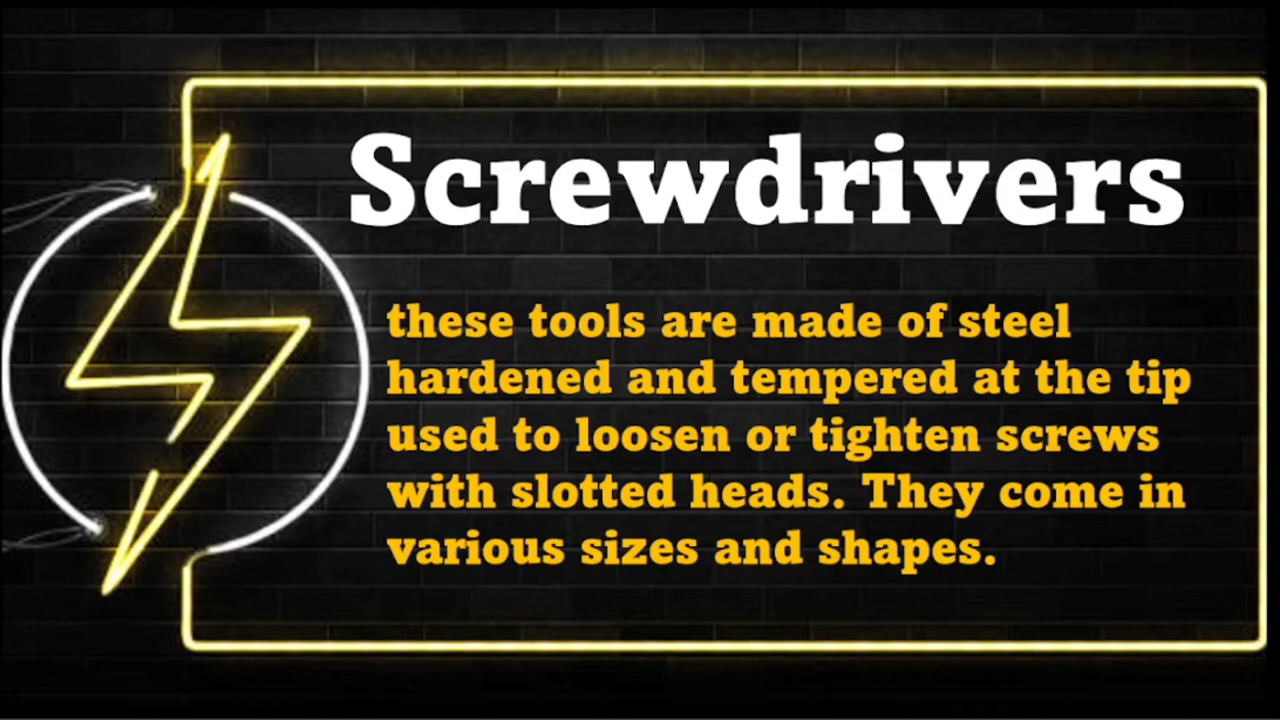 Screwdrivers
these tools are made of steel
hardened and tempered at the tip
used to loosen or tighten screws
with slotted heads. They come in
various sizes and shapes.